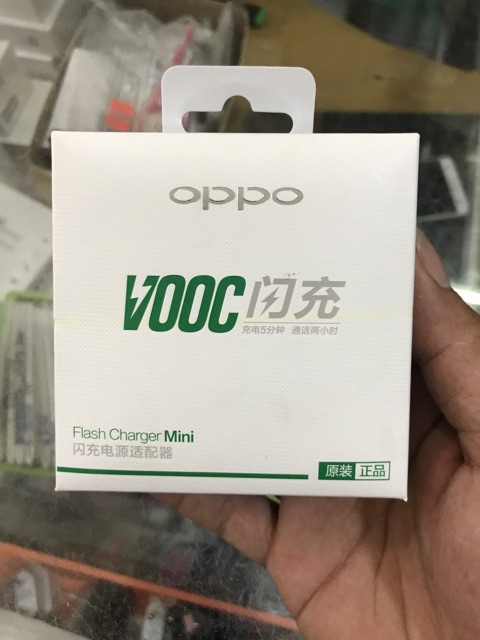 oppo
VOOC闪充
充电5分钟 通话两小时
Flash Charger Mini
闪充电源适配器
原装 正品